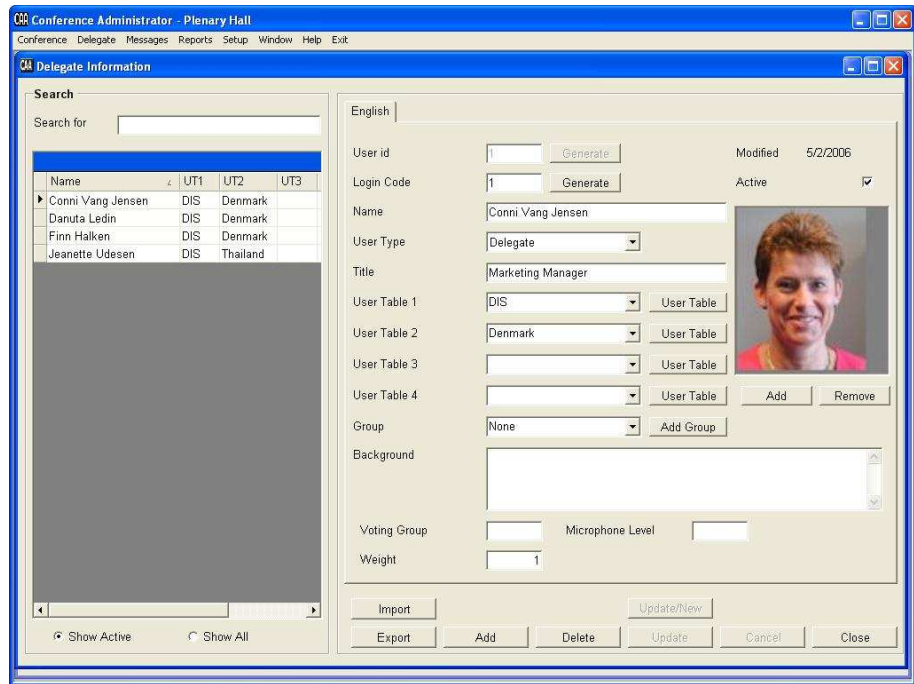 CAA Conference Administrator - Plenary Hall
Conference Delegate Messages Reports Setup Window Help Exit
CAA Delegate Information
Search
Search for
Name UT1 UT2 UT3
Conni Vang Jensen DIS Denmark
Danuta Ledin DIS Denmark
Finn Halken DIS Denmark
Jeanette Udesen DIS Thailand
Show Active Show All
English
User id 1 Generate Modified 5/2/2006
Login Code 1 Generate Active
Name Conni Vang Jensen
User Type Delegate
Title Marketing Manager
User Table 1 DIS User Table
User Table 2 Denmark User Table
User Table 3 User Table
User Table 4 User Table Add Remove
Group None Add Group
Background
Voting Group Microphone Level
Weight 1
Import Update/New
Export Add Delete Update Cancel Close